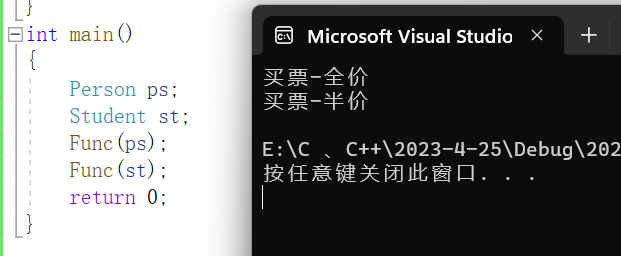 }
int main()
{
Person ps;
Student st;
Func(ps);
Func(st);
return 0;
}
Microsoft Visual Studio
买票-全价
买票-半价
E:\C 、C++\2023-4-25\Debug\202
按任意键关闭此窗口. . .